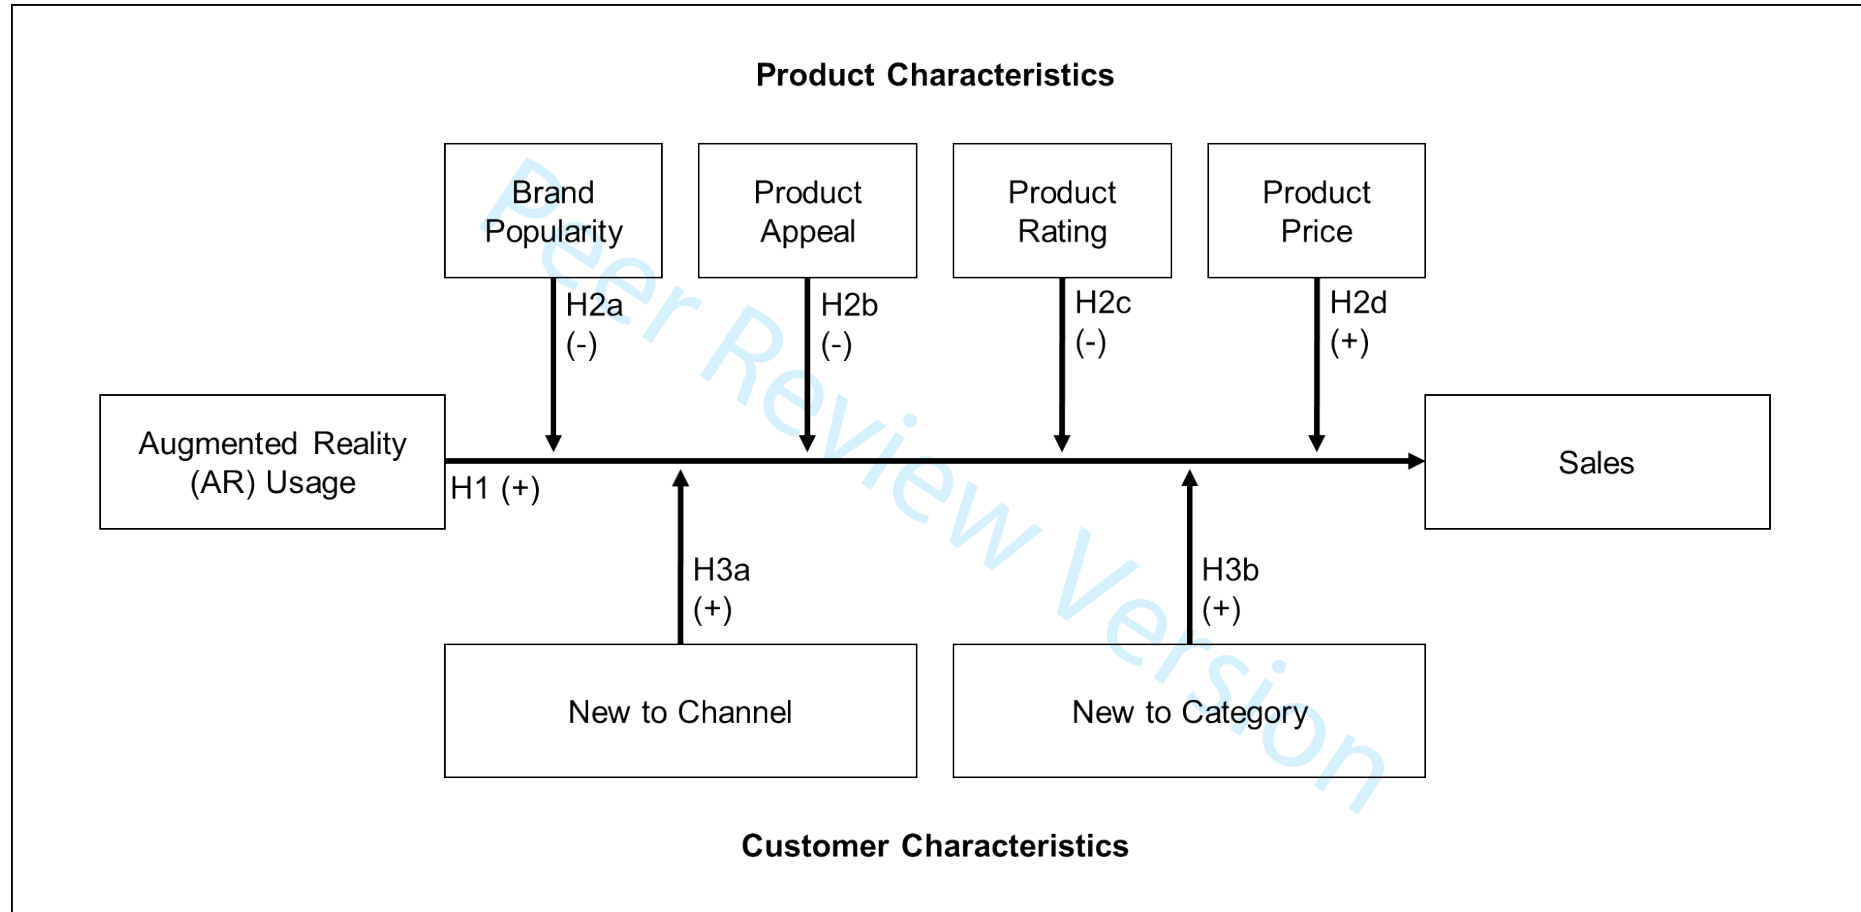 Product Characteristics
Brand
Popularity
Product
Appeal
Product
Rating
Product
Price
H2a
(-)
H2b
(-)
H2c
(-)
H2d
(+)
Augmented Reality
(AR) Usage
H1 (+)
Sales
H3a
(+)
H3b
(+)
New to Channel
New to Category
Customer Characteristics
Peer Review Version